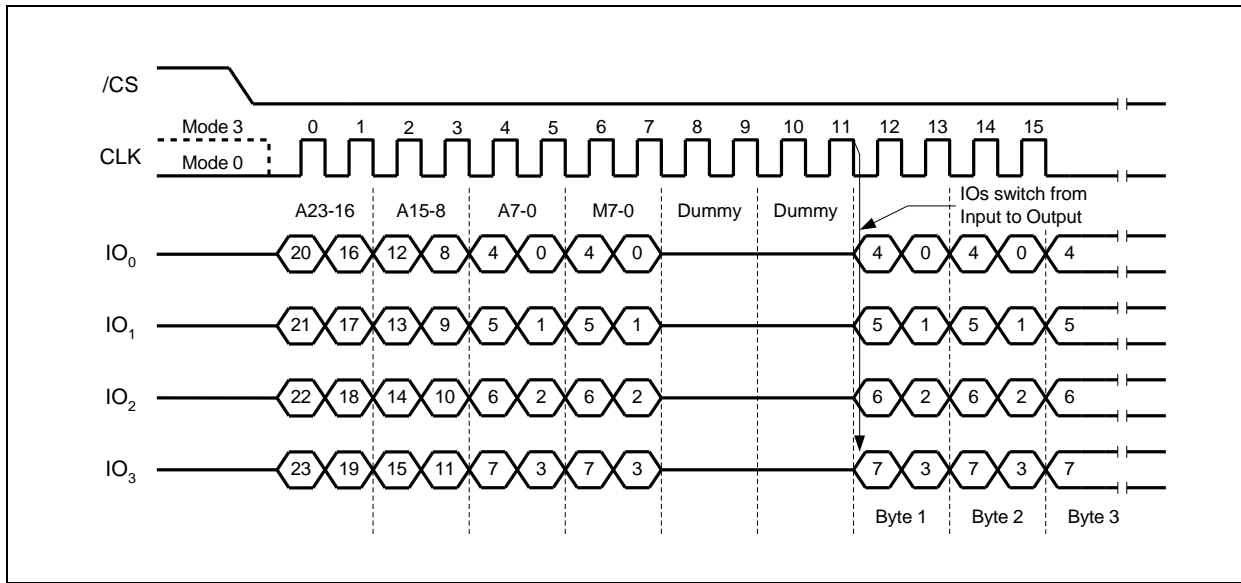 /CS
Mode 3 0 1 2 3 4 5 6 7 8 9 10 11 12 13 14 15
CLK
Mode 0
IOs switch from
Input to Output
A23-16 A15-8 A7-0 M7-0 Dummy Dummy
IO0 20 16 12 8 4 0 4 0 4 0 4 0 4
IO1 21 17 13 9 5 1 5 1 5 1 5 1 5
IO2 22 18 14 10 6 2 6 2 6 2 6 2 6
IO3 23 19 15 11 7 3 7 3 7 3 7 3 7
Byte 1 Byte 2 Byte 3